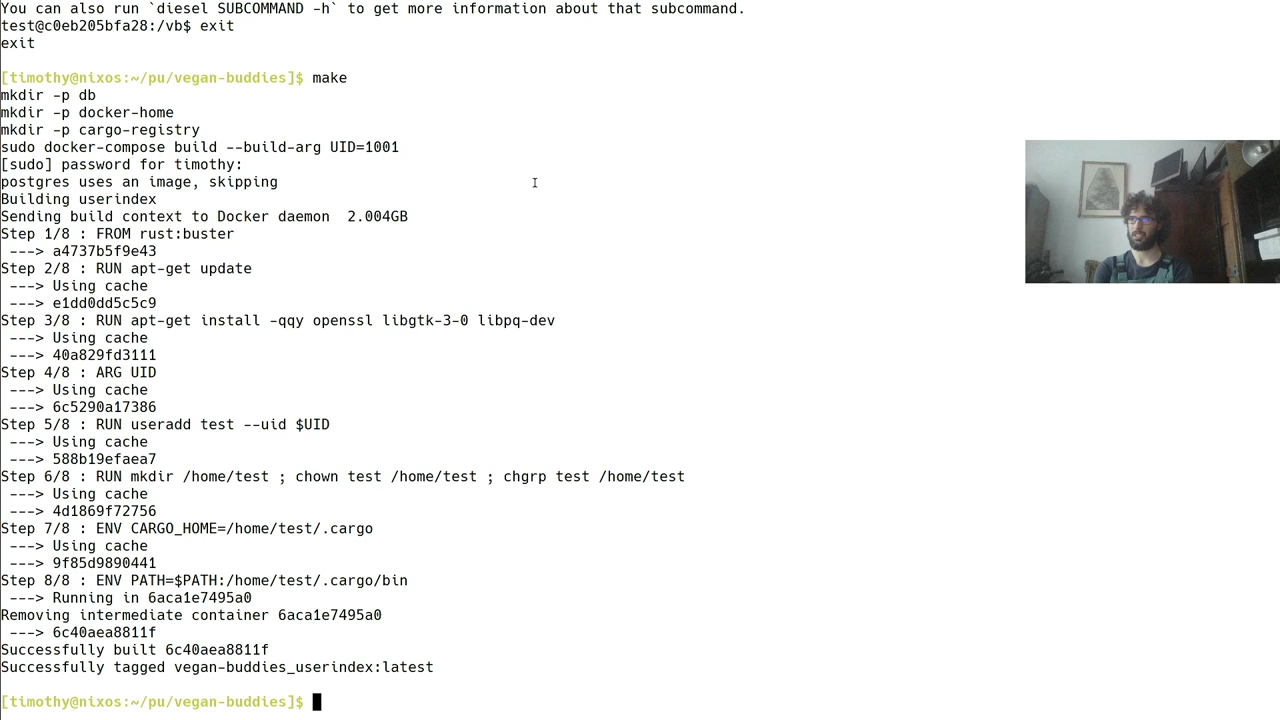 You can also run `diesel SUBCOMMAND -h` to get more information about that subcommand.
test@c0eb205bfa28:/vb$ exit
exit
[timothy@nixos:~/pu/vegan-buddies]$ make
mkdir -p db
mkdir -p docker-home
mkdir -p cargo-registry
sudo docker-compose build --build-arg UID=1001
[sudo] password for timothy:
postgres uses an image, skipping
Building userindex
Sending build context to Docker daemon  2.004GB
Step 1/8 : FROM rust:buster
 ---> a4737b5f9e43
Step 2/8 : RUN apt-get update
 ---> Using cache
 ---> e1dd0dd5c5c9
Step 3/8 : RUN apt-get install -qqy openssl libgtk-3-0 libpq-dev
 ---> Using cache
 ---> 40a829fd3111
Step 4/8 : ARG UID
 ---> Using cache
 ---> 6c5290a17386
Step 5/8 : RUN useradd test --uid $UID
 ---> Using cache
 ---> 588b19efaea7
Step 6/8 : RUN mkdir /home/test ; chown test /home/test ; chgrp test /home/test
 ---> Using cache
 ---> 4d1869f72756
Step 7/8 : ENV CARGO_HOME=/home/test/.cargo
 ---> Using cache
 ---> 9f85d9890441
Step 8/8 : ENV PATH=$PATH:/home/test/.cargo/bin
 ---> Running in 6aca1e7495a0
Removing intermediate container 6aca1e7495a0
 ---> 6c40aea8811f
Successfully built 6c40aea8811f
Successfully tagged vegan-buddies_userindex:latest
[timothy@nixos:~/pu/vegan-buddies]$